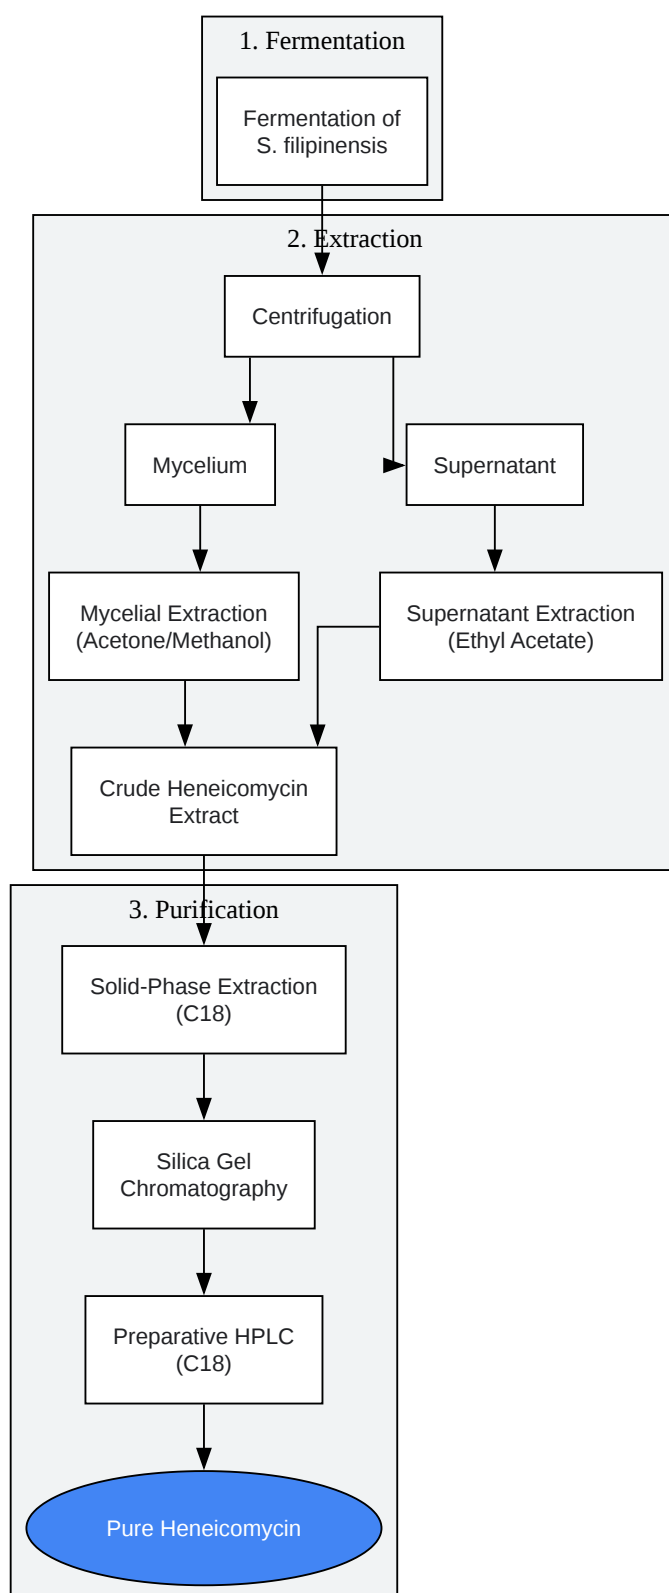 1. Fermentation
Fermentation of
S. filipinensis
2. Extraction
Centrifugation
Mycelium
Supernatant
Mycelial Extraction
(Acetone/Methanol)
Supernatant Extraction
(Ethyl Acetate)
Crude Heneicomycin
Extract
3. Purification
Solid-Phase Extraction
(C18)
Silica Gel
Chromatography
Preparative HPLC
(C18)
Pure Heneicomycin